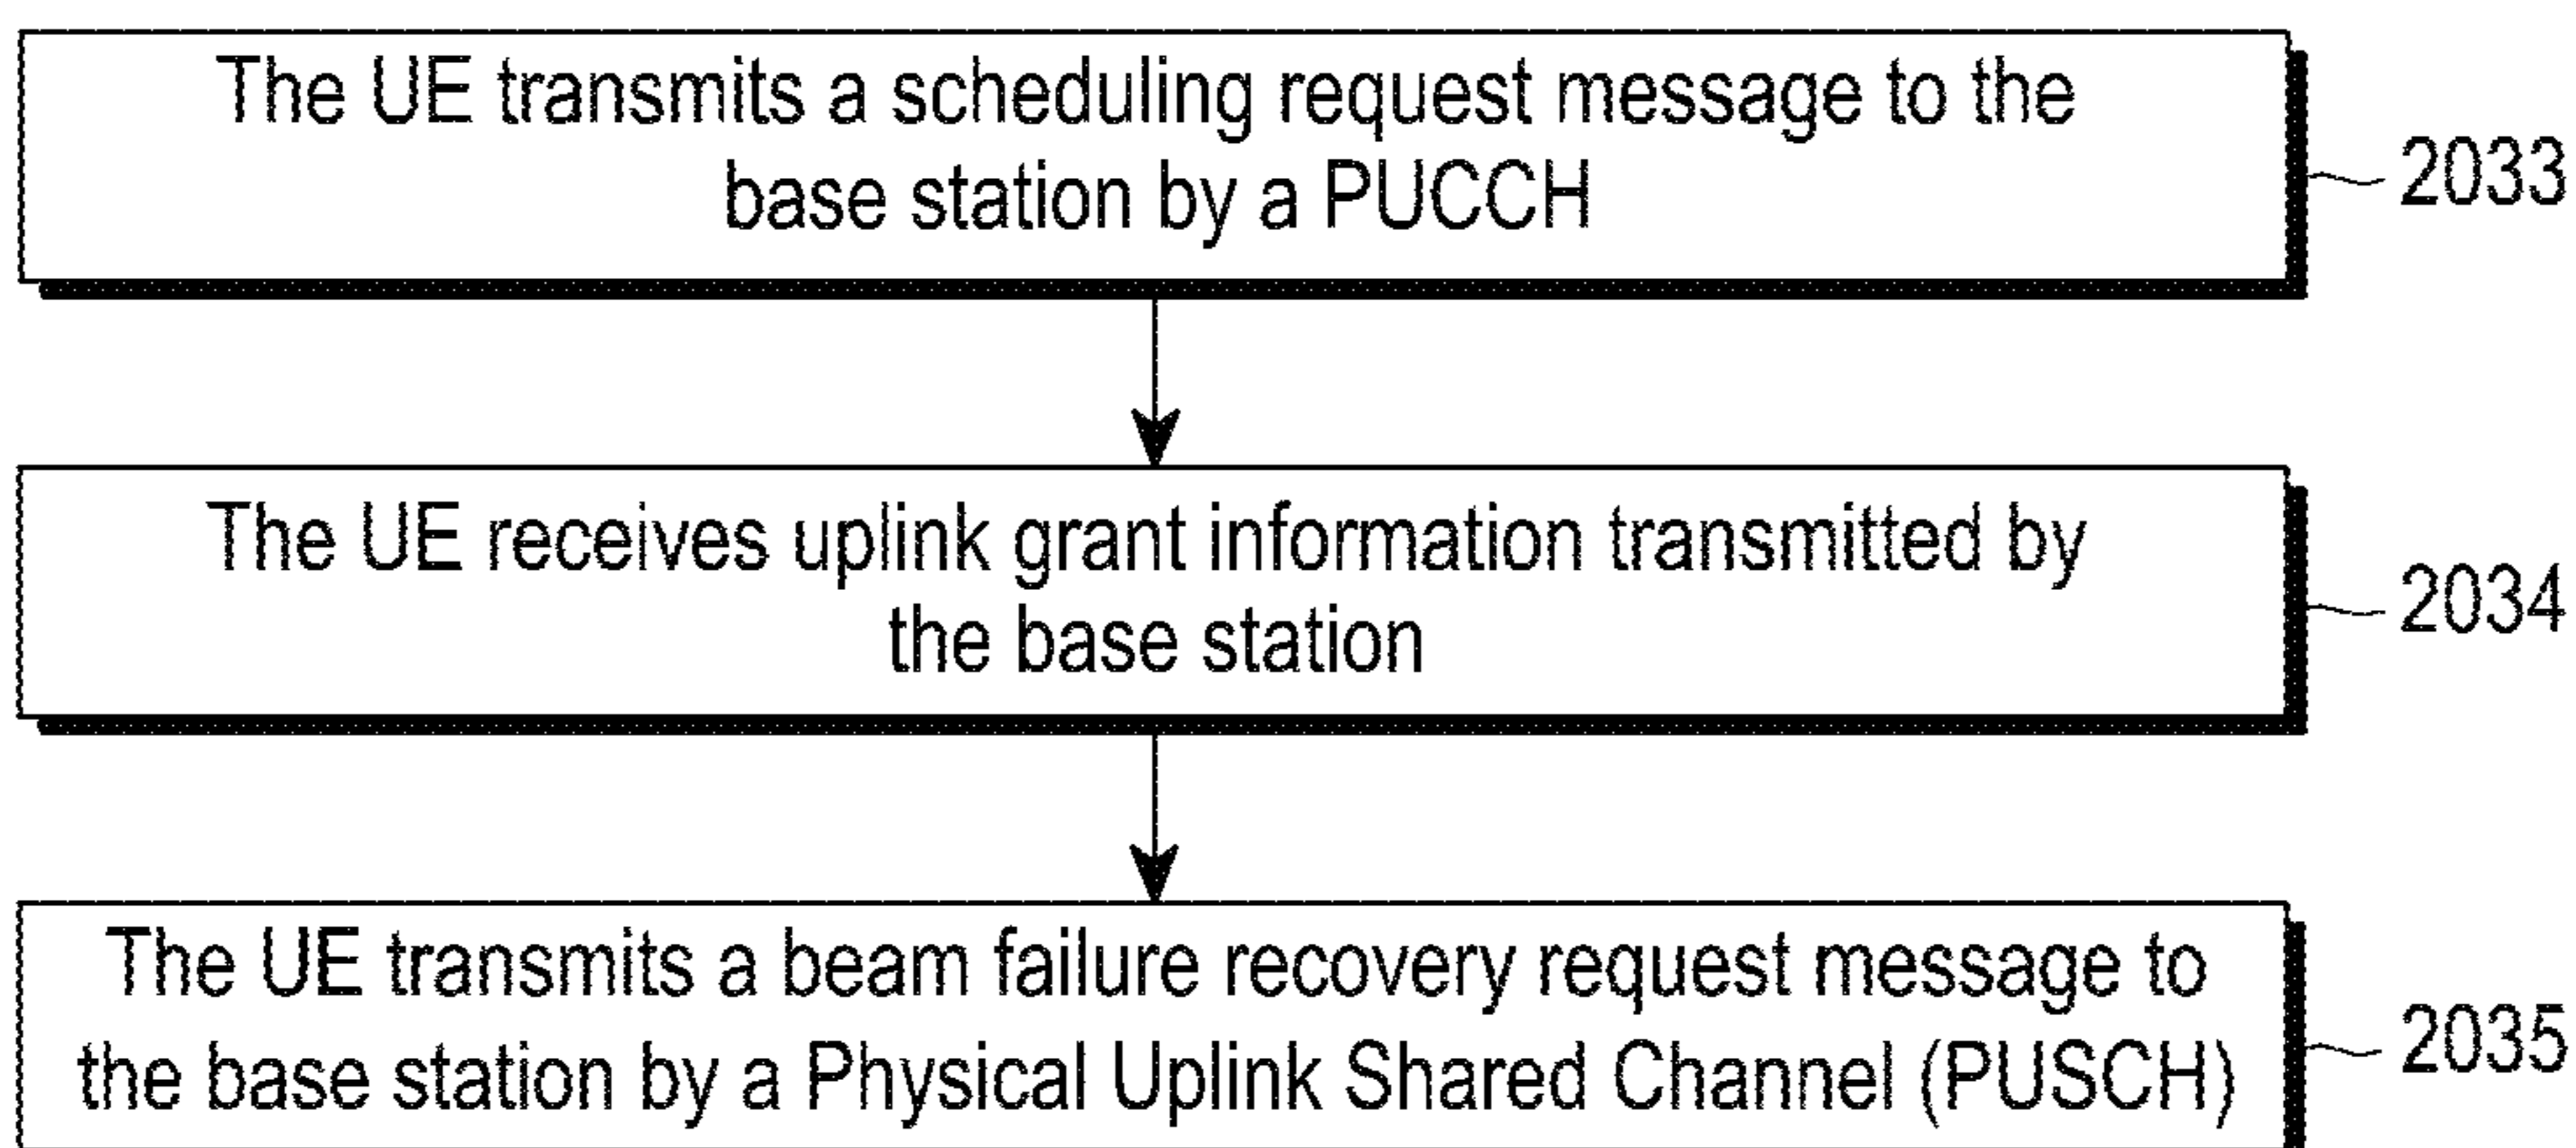 The UE transmits a scheduling request message to the
base station by a PUCCH
2033
The UE receives uplink grant information transmitted by
the base station
2034
The UE transmits a beam failure recovery request message to
the base station by a Physical Uplink Shared Channel (PUSCH)
2035